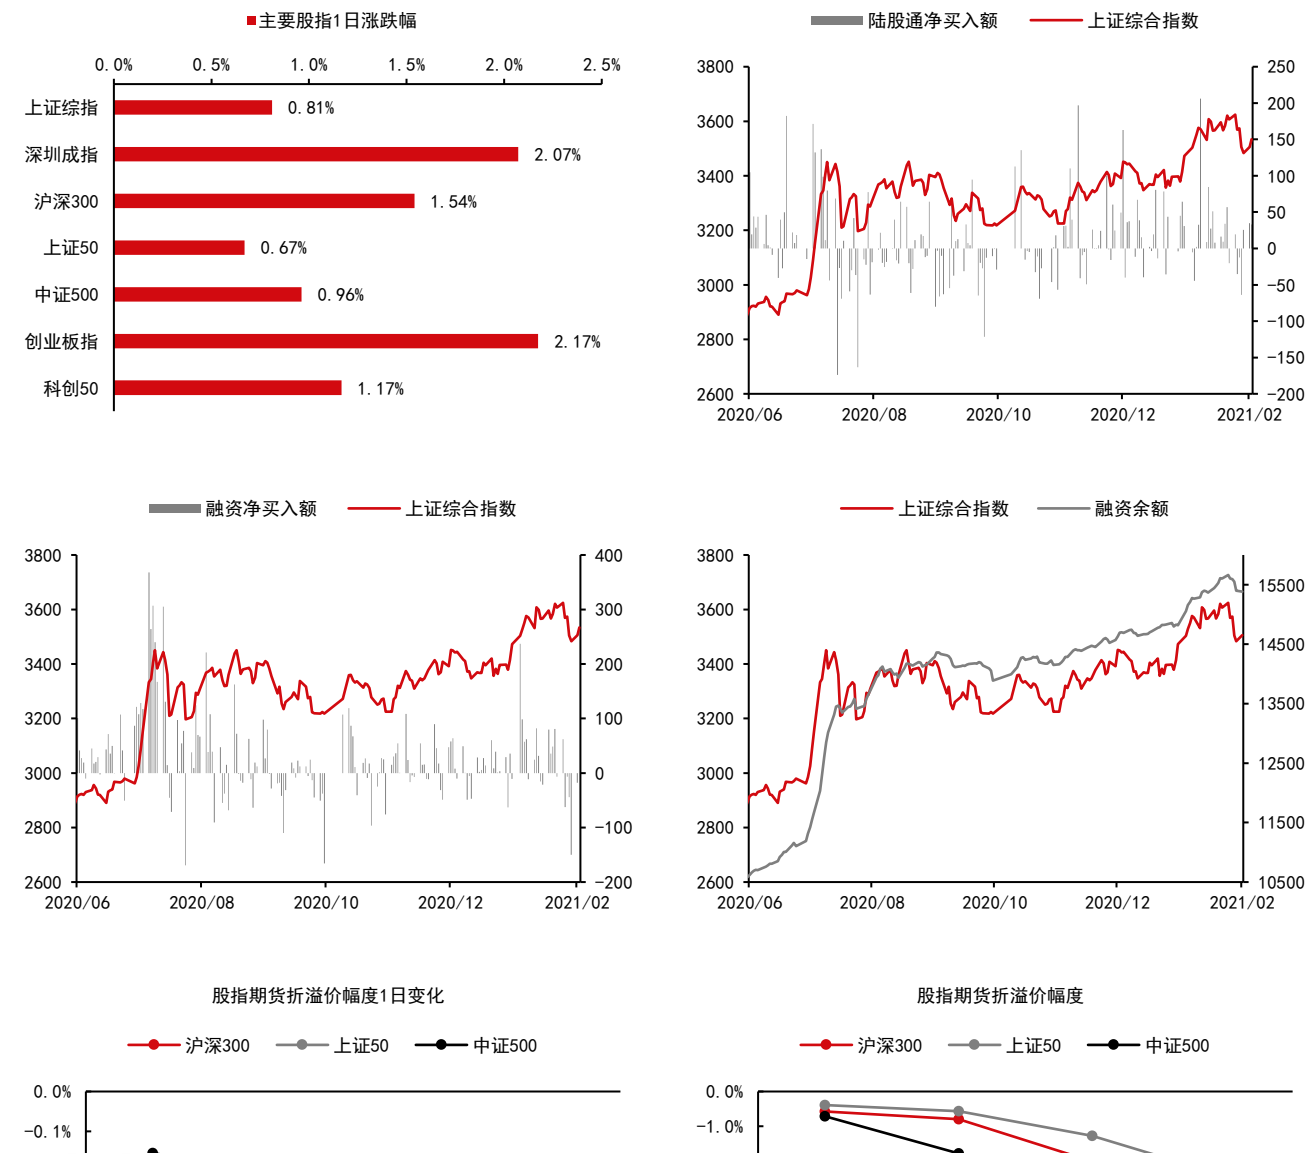 主要股指1日涨跌幅
0.0% 0.5% 1.0% 1.5% 2.0% 2.5%
上证综指 0.81%
深圳成指 2.07%
沪深300 1.54%
上证50 0.67%
中证500 0.96%
创业板指 2.17%
科创50 1.17%
陆股通净买入额 上证综合指数
3800 250
3600 200
3400 150
3200 100
3000 50
2800 0
2600 -50
-100
-150
-200
2020/06 2020/08 2020/10 2020/12 2021/02
融资净买入额 上证综合指数
3800 400
3600 300
3400 200
3200 100
3000 0
2800 -100
2600 -200
2020/06 2020/08 2020/10 2020/12 2021/02
上证综合指数 融资余额
3800
3600 15500
3400 14500
3200 13500
3000 12500
2800 11500
2600 10500
2020/06 2020/08 2020/10 2020/12 2021/02
股指期货折溢价幅度1日变化
沪深300 上证50 中证500
0.0%
-0.1%
股指期货折溢价幅度
沪深300 上证50 中证500
0.0%
-1.0%